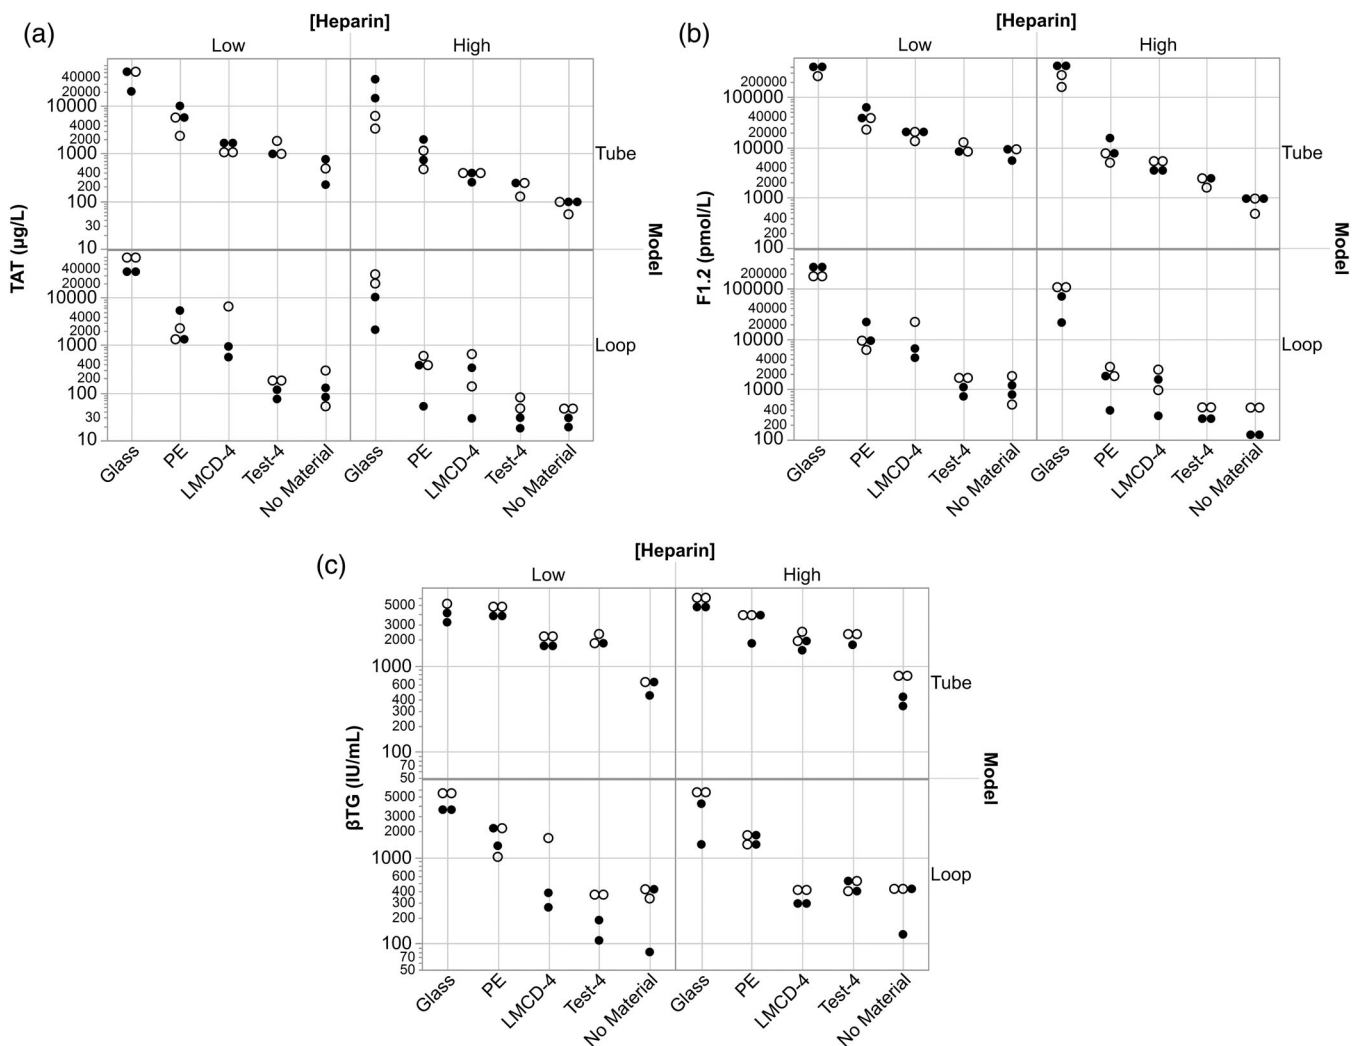 (a)
[Heparin]
Low High
TAT (µg/L)
40000
20000
10000
4000
2000
1000
400
200
100
30
10
Tube
40000
20000
10000
4000
2000
1000
400
200
100
30
10
Loop
Model
Glass PE LMCD-4 Test-4 No Material Glass PE LMCD-4 Test-4 No Material
(b)
[Heparin]
Low High
F1.2 (pmol/L)
200000
100000
40000
20000
10000
4000
2000
1000
400
200
100
Tube
200000
100000
40000
20000
10000
4000
2000
1000
400
200
100
Loop
Model
Glass PE LMCD-4 Test-4 No Material Glass PE LMCD-4 Test-4 No Material
(c)
[Heparin]
Low High
βTG (IU/mL)
5000
3000
2000
1000
600
400
300
200
100
70
50
Tube
5000
3000
2000
1000
600
400
300
200
100
70
50
Loop
Model
Glass PE LMCD-4 Test-4 No Material Glass PE LMCD-4 Test-4 No Material